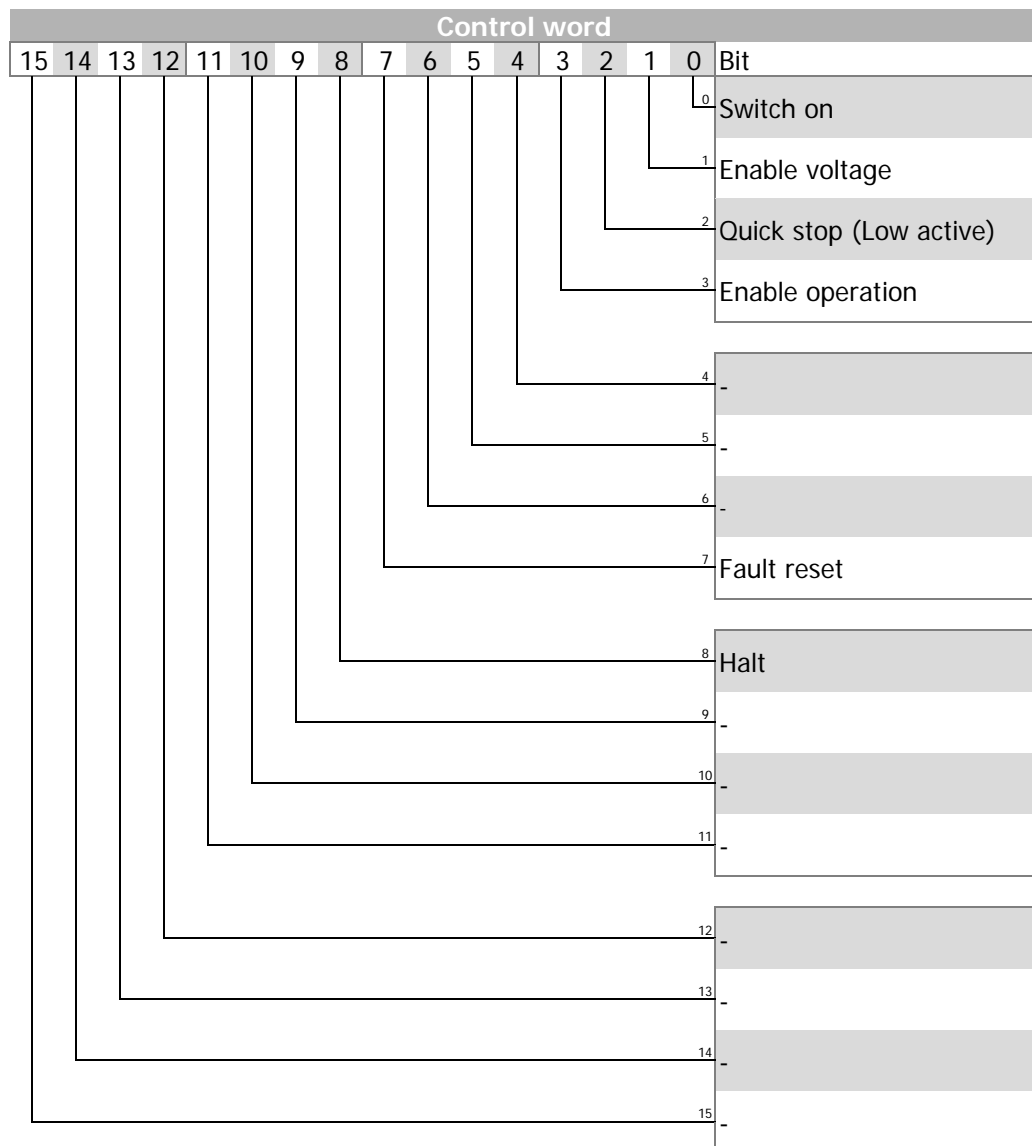 Control word
15 14 13 12 11 10 9 8 7 6 5 4 3 2 1 0 Bit
0 Switch on
1 Enable voltage
2 Quick stop (Low active)
3 Enable operation
4 -
5 -
6 -
7 Fault reset
8 Halt
9 -
10 -
11 -
12 -
13 -
14 -
15 -